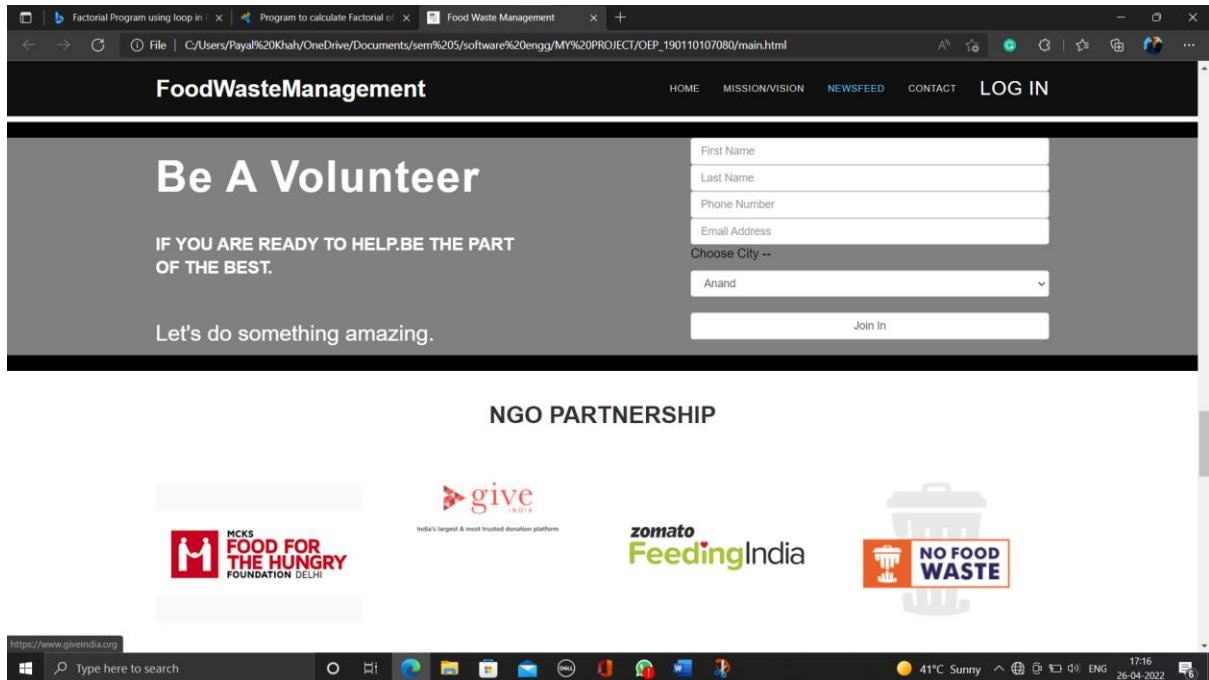 Factorial Program using loop in
Program to calculate Factorial of
Food Waste Management
File | C:/Users/Payal%20Khah/OneDrive/Documents/sem%205/software%20engg/MY%20PROJECT/OEP_190110107080/main.html
FoodWasteManagement
HOME MISSION/VISION NEWSFEED CONTACT LOG IN
Be A Volunteer
IF YOU ARE READY TO HELP.BE THE PART
OF THE BEST.
Let's do something amazing.
First Name
Last Name
Phone Number
Email Address
Choose City --
Anand
Join In
NGO PARTNERSHIP
MCKS
FOOD FOR
THE HUNGRY
FOUNDATION DELHI
give
INDIA
India's largest & most trusted donation platform
zomato
FeedingIndia
NO FOOD
WASTE
https://www.giveindia.org
Type here to search
DELL
41°C Sunny
ENG
17:16
26-04-2022
6